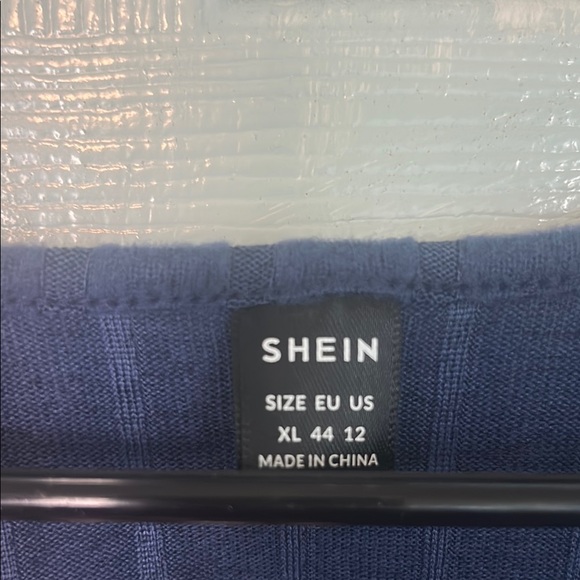 SHEIN
SIZE EU US
XL 44 12
MADE IN CHINA